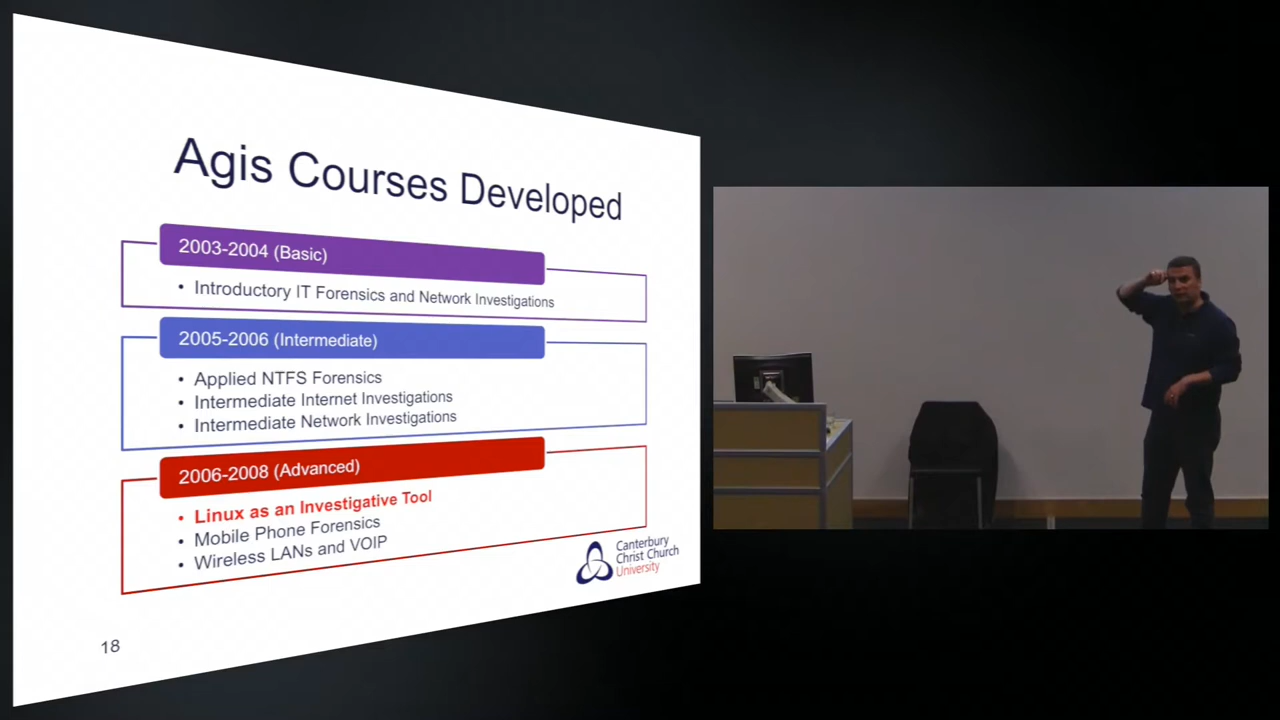 Agis Courses Developed
2003-2004 (Basic)
• Introductory IT Forensics and Network Investigations
2005-2006 (Intermediate)
• Applied NTFS Forensics
• Intermediate Internet Investigations
• Intermediate Network Investigations
2006-2008 (Advanced)
• Linux as an Investigative Tool
• Mobile Phone Forensics
• Wireless LANs and VOIP
Canterbury
Christ Church
University
18